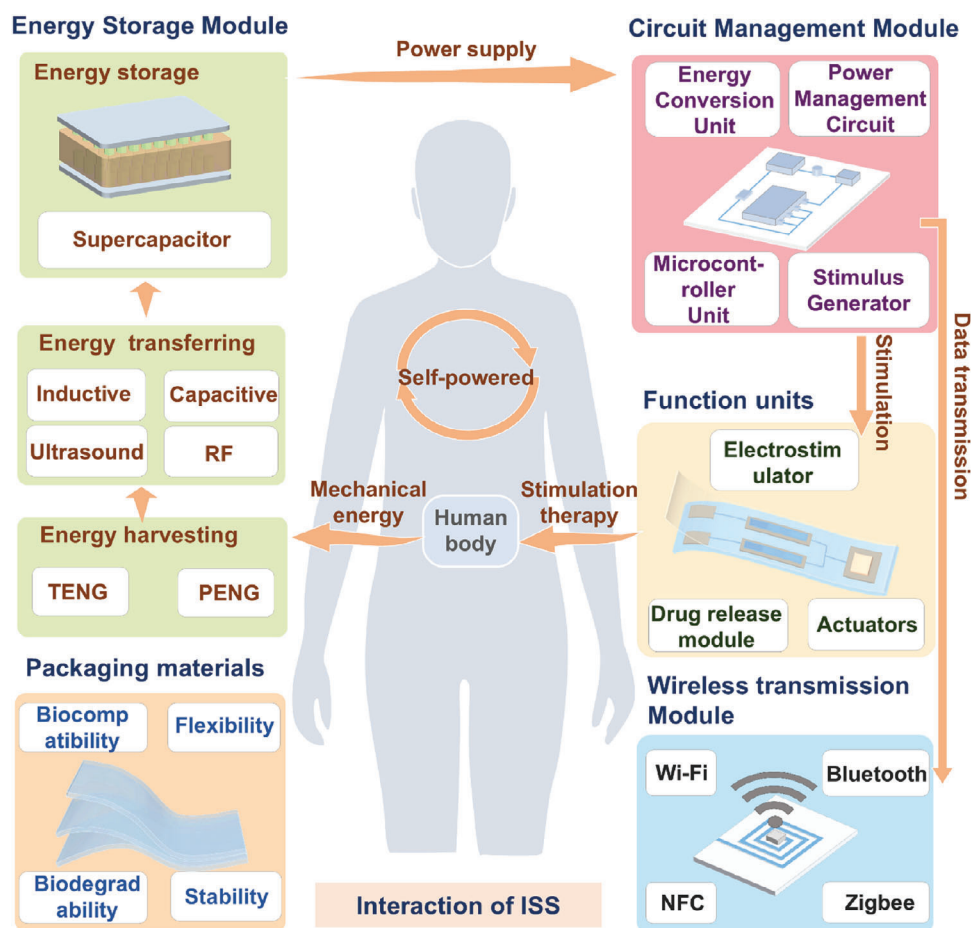 Energy Storage Module
Energy storage
Supercapacitor
Energy transferring
Inductive
Capacitive
Ultrasound
RF
Energy harvesting
TENG
PENG
Packaging materials
Biocomp
atibility
Flexibility
Biodegrad
ability
Stability
Power supply
Self-powered
Mechanical
energy
Human
body
Stimulation
therapy
Interaction of ISS
Circuit Management Module
Energy
Conversion
Unit
Power
Management
Circuit
Microcont-
roller
Unit
Stimulus
Generator
Stimulation
Data transmission
Function units
Electrostim
ulator
Drug release
module
Actuators
Wireless transmission
Module
Wi-Fi
Bluetooth
NFC
Zigbee